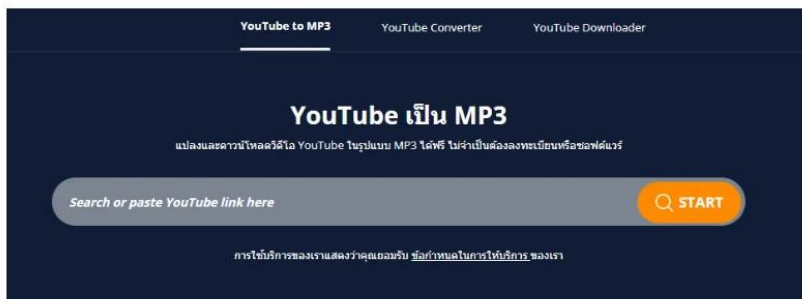 YouTube to MP3 YouTube Converter YouTube Downloader
YouTube เป็น MP3
แปลงและดาวน์โหลดวิดีโอ YouTube ในรูปแบบ MP3 ได้ฟรี ไม่จำเป็นต้องลงทะเบียนหรือซอฟต์แวร์
Search or paste YouTube link here START
การใช้บริการของเราแสดงว่าคุณยอมรับ ข้อกำหนดในการให้บริการ ของเรา